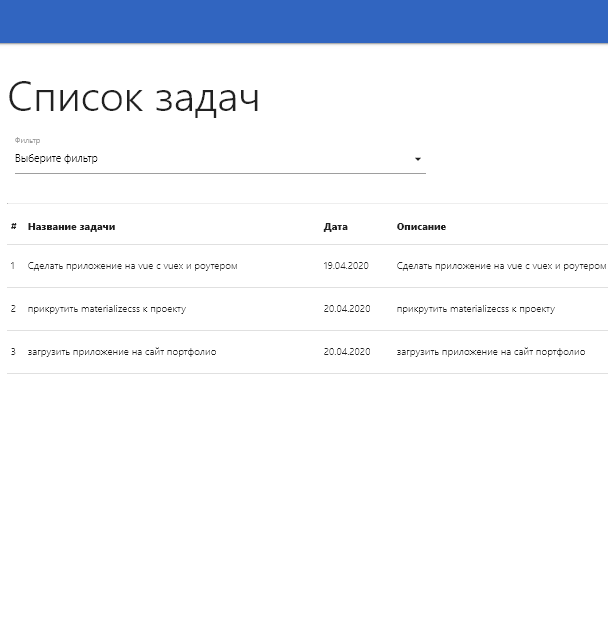 Список задач
Фильтр
Выберите фильтр
# Название задачи Дата Описание
1 Сделать приложение на vue с vuex и роутером 19.04.2020 Сделать приложение на vue с vuex и роутером
2 прикрутить materializecss к проекту 20.04.2020 прикрутить materializecss к проекту
3 загрузить приложение на сайт портфолио 20.04.2020 загрузить приложение на сайт портфолио